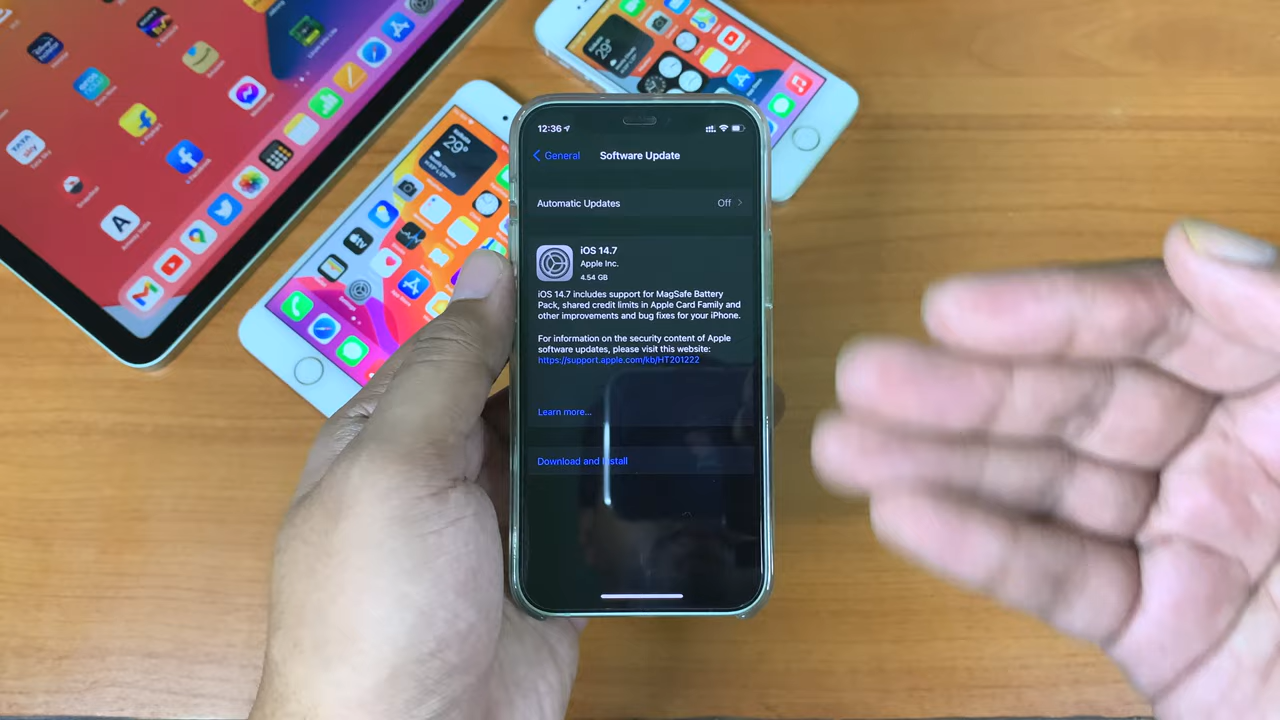 12:36
General
Software Update
Automatic Updates
Off
iOS 14.7
Apple Inc.
4.54 GB
iOS 14.7 includes support for MagSafe Battery
Pack, shared credit limits in Apple Card Family and
other improvements and bug fixes for your iPhone.
For information on the security content of Apple
software updates, please visit this website:
https://support.apple.com/kb/HT201222
Learn more...
Download and Install
29°
29°